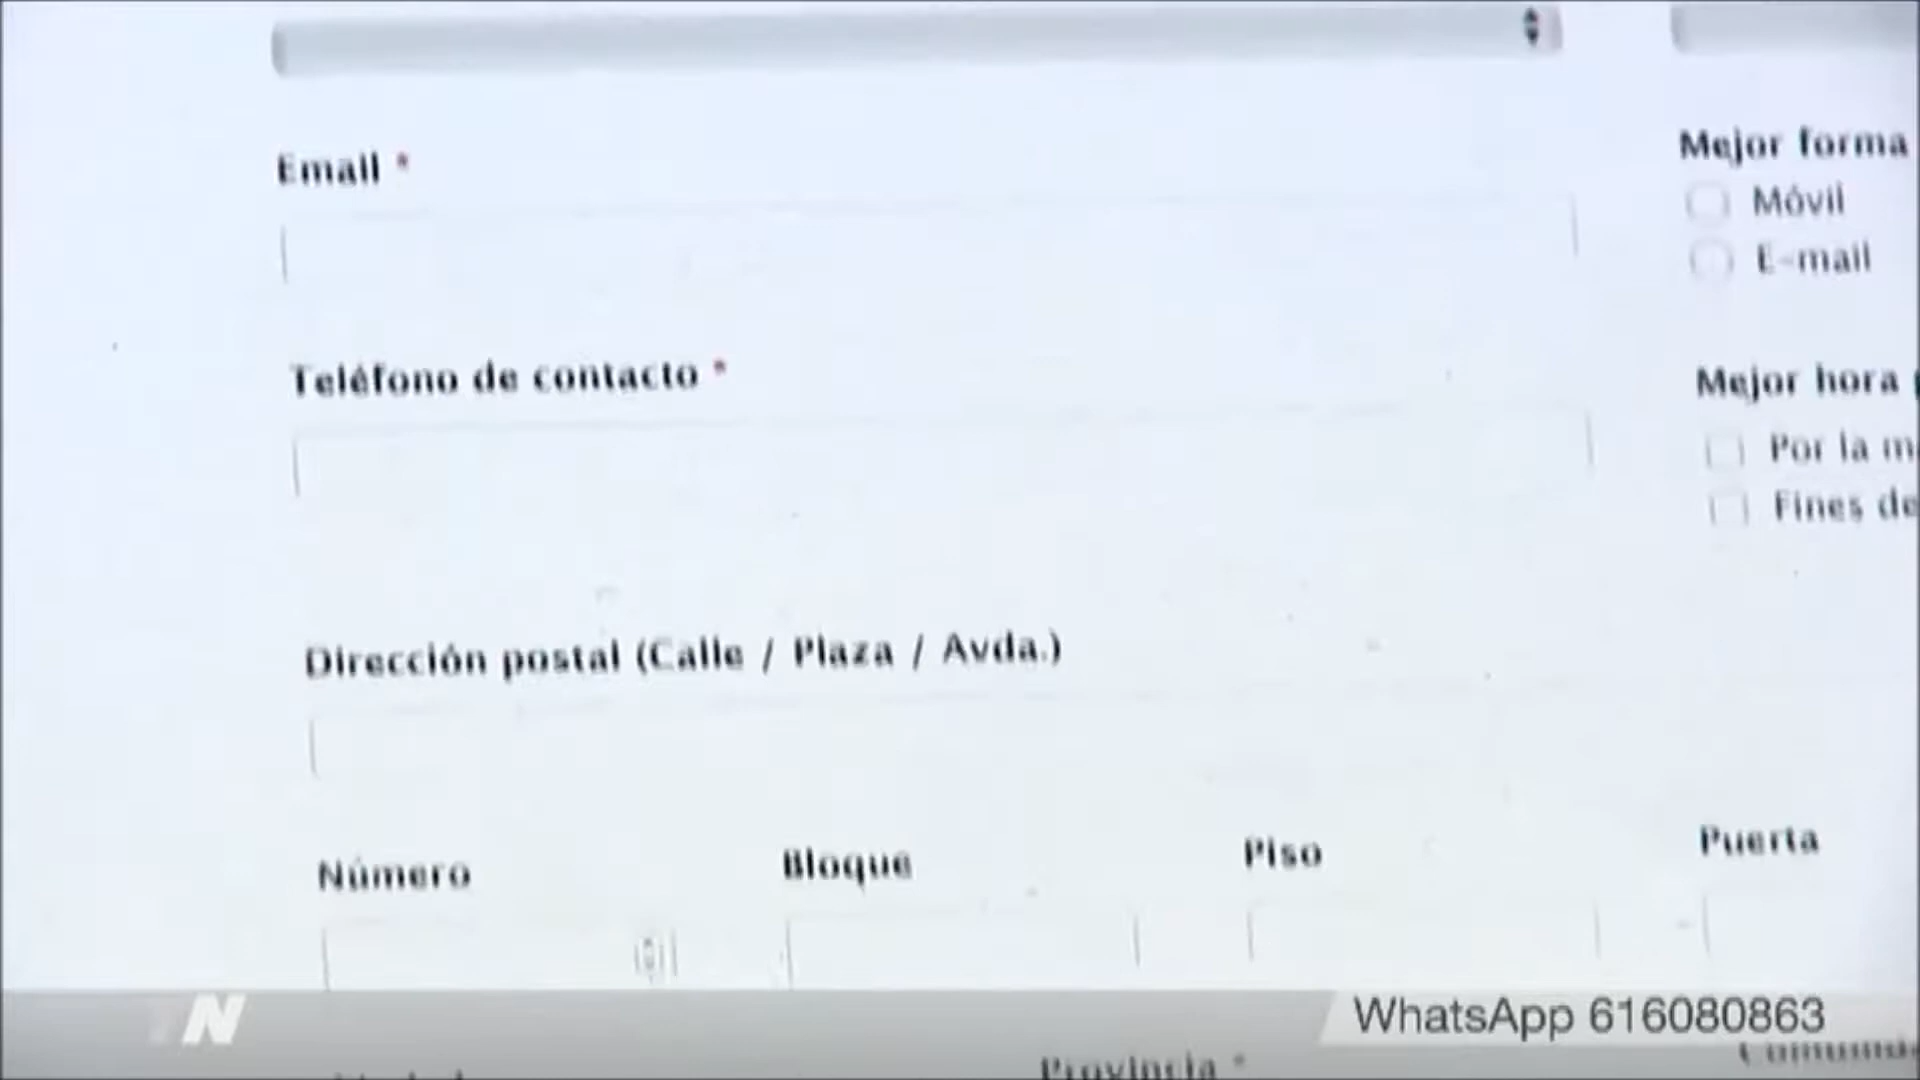 Email *
Mejor forma
Móvil
E-mail
Teléfono de contacto *
Mejor hora
Por la
Fines de
Dirección postal (Calle / Plaza / Avda.)
Número
Bloque
Piso
Puerta
N
WhatsApp 616080863
Provincia *